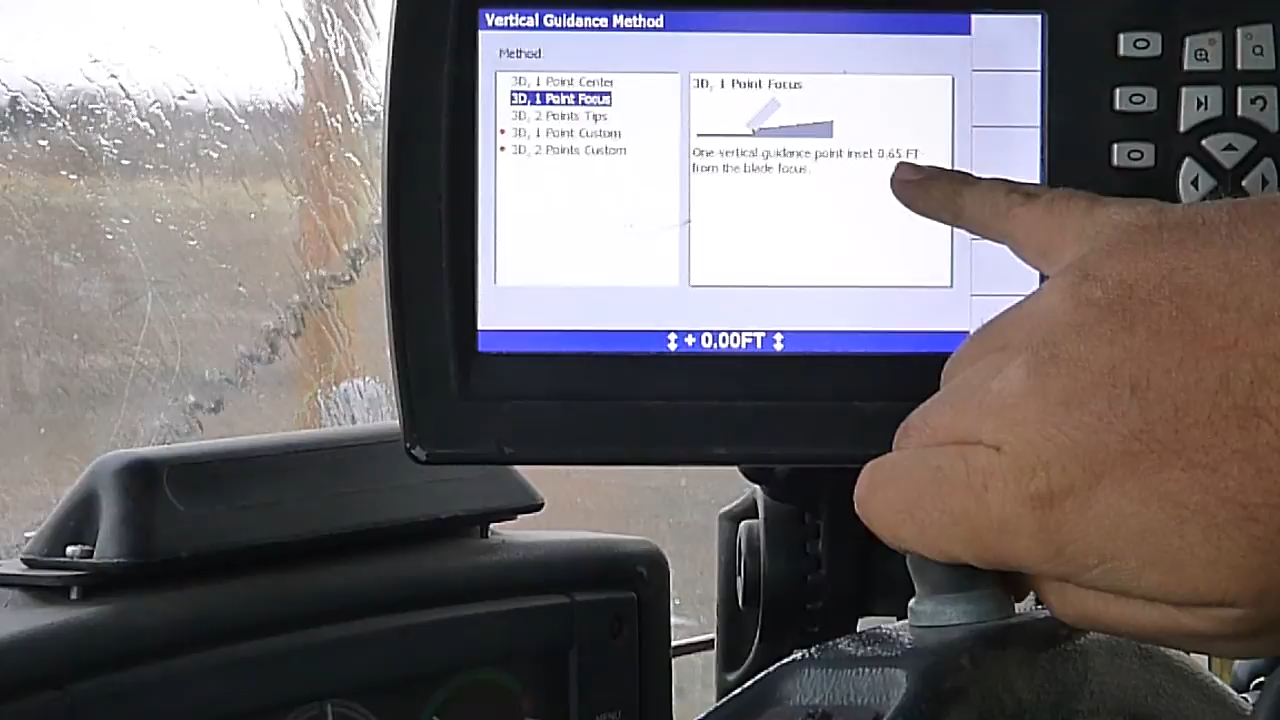 Vertical Guidance Method
Method:
3D, 1 Point Center
3D, 1 Point Focus
3D, 2 Points Tips
3D, 1 Point Custom
3D, 2 Points Custom
3D, 1 Point Focus
One vertical guidance point inset 0.65 FT
from the blade focus.
+ 0.00FT
MENU